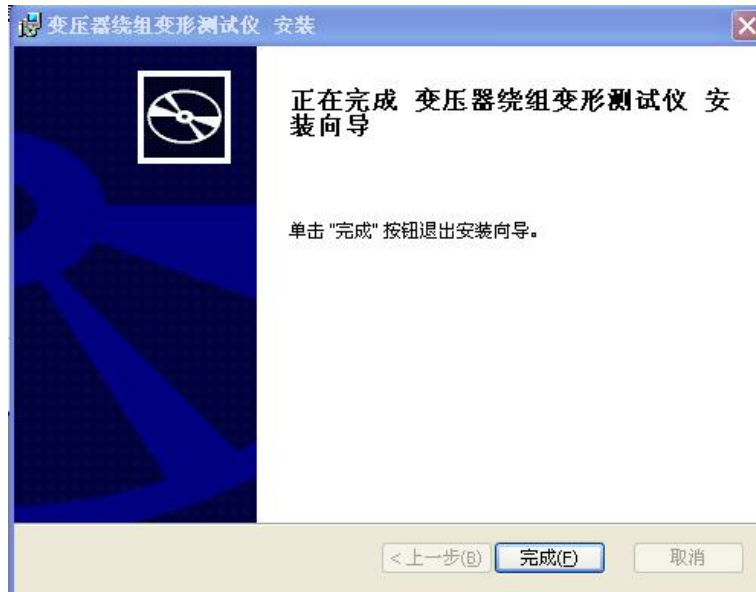 变压器绕组变形测试仪 安装
正在完成 变压器绕组变形测试仪 安
装向导
单击 "完成" 按钮退出安装向导。
< 上一步(B) 完成(F) 取消